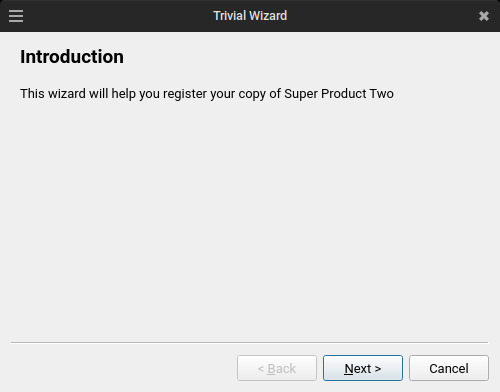 Trivial Wizard
Introduction
This wizard will help you register your copy of Super Product Two
< Back
Next >
Cancel